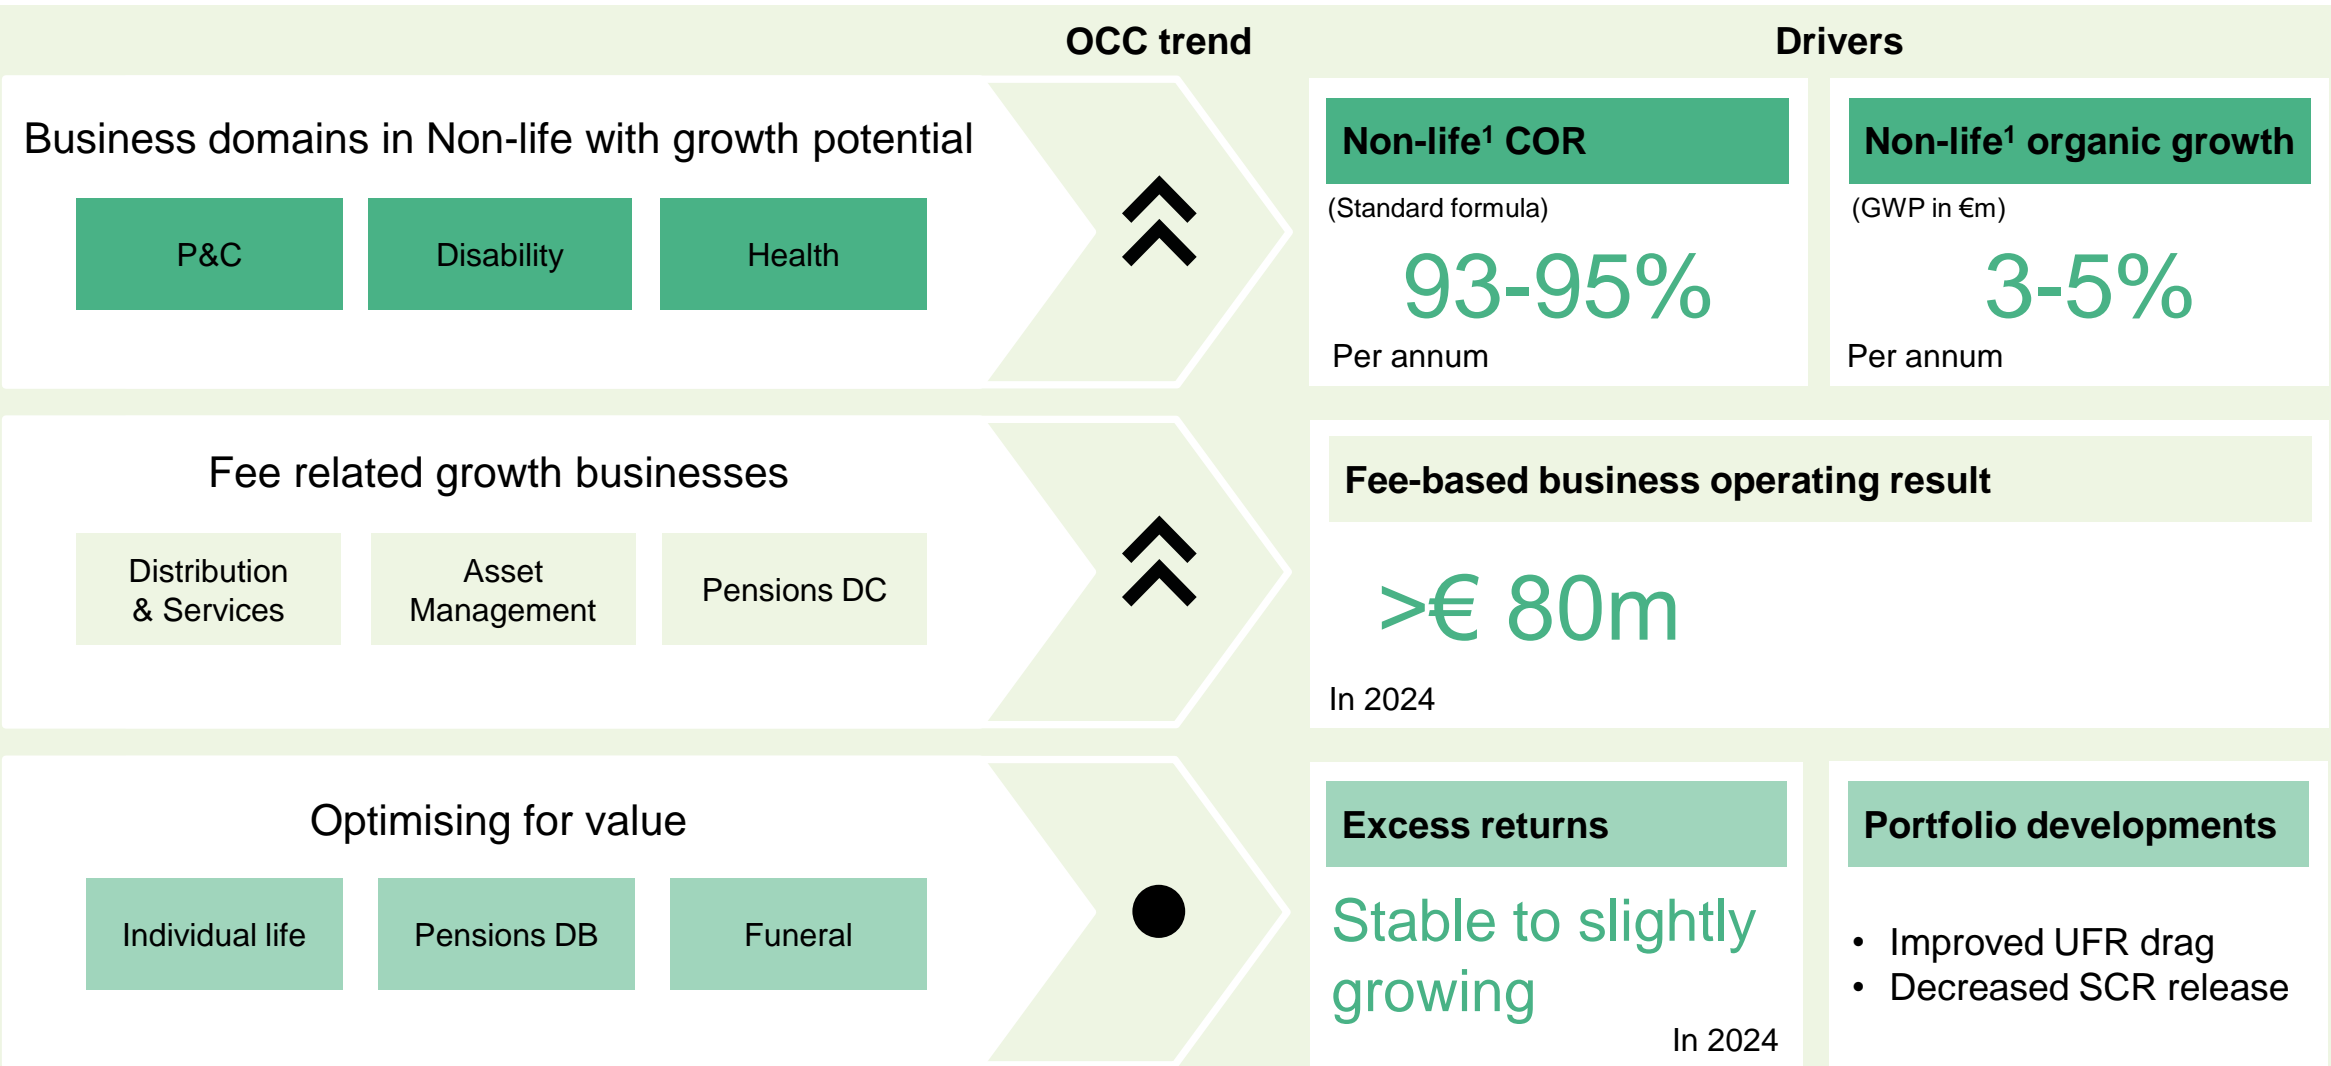 OCC trend
Drivers
Business domains in Non-life with growth potential
P&C
Disability
Health
Non-life¹ COR
(Standard formula)
93-95%
Per annum
Non-life¹ organic growth
(GWP in €m)
3-5%
Per annum
Fee related growth businesses
Distribution
& Services
Asset
Management
Pensions DC
Fee-based business operating result
>€ 80m
In 2024
Optimising for value
Individual life
Pensions DB
Funeral
Excess returns
Stable to slightly
growing
In 2024
Portfolio developments
• Improved UFR drag
• Decreased SCR release